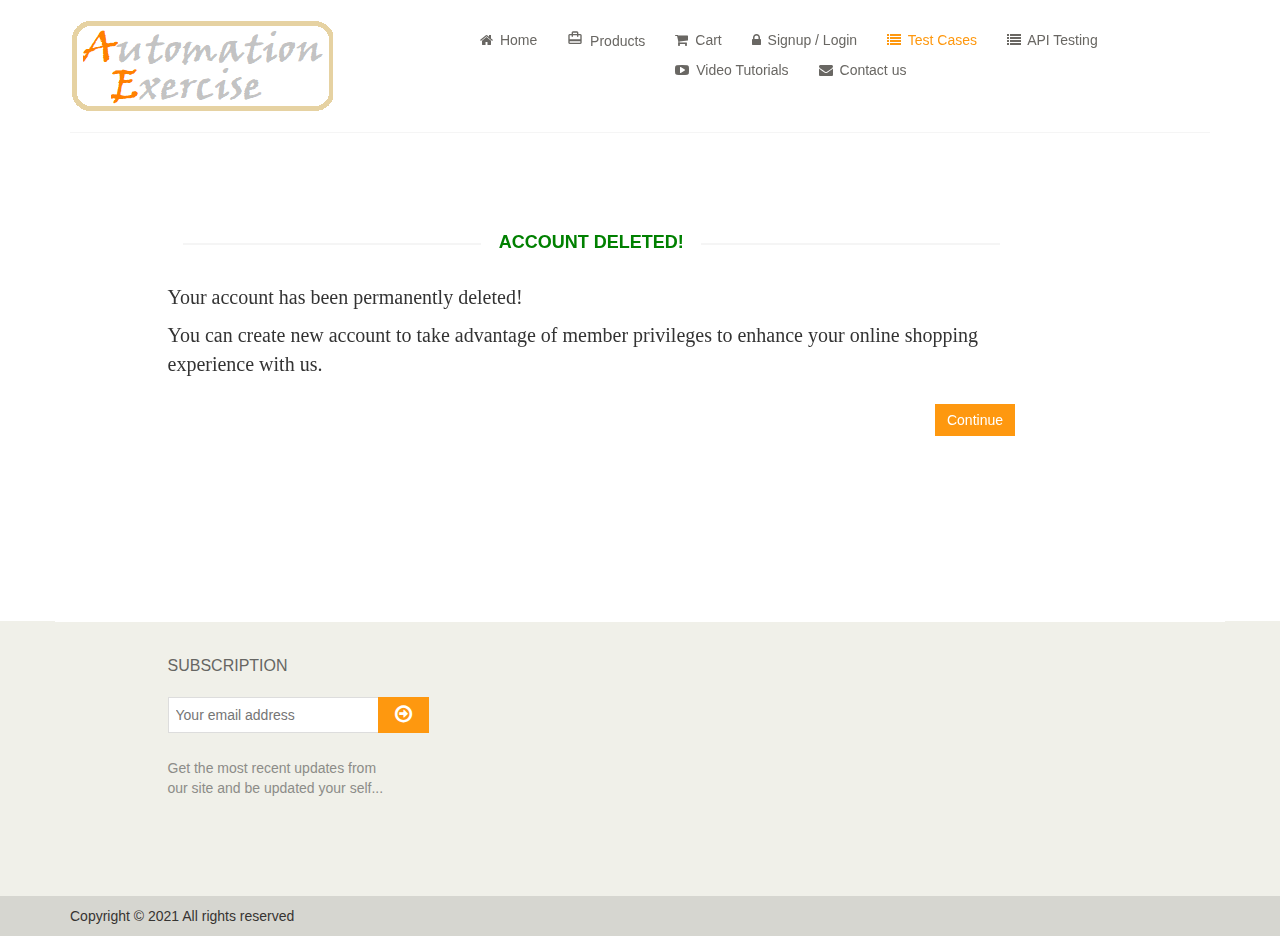 Automation
Exercise
Home
Products
Cart
Signup / Login
Test Cases
API Testing
Video Tutorials
Contact us
ACCOUNT DELETED!
Your account has been permanently deleted!
You can create new account to take advantage of member privileges to enhance your online shopping
experience with us.
Continue
SUBSCRIPTION
Your email address
Get the most recent updates from
our site and be updated your self...
Copyright © 2021 All rights reserved